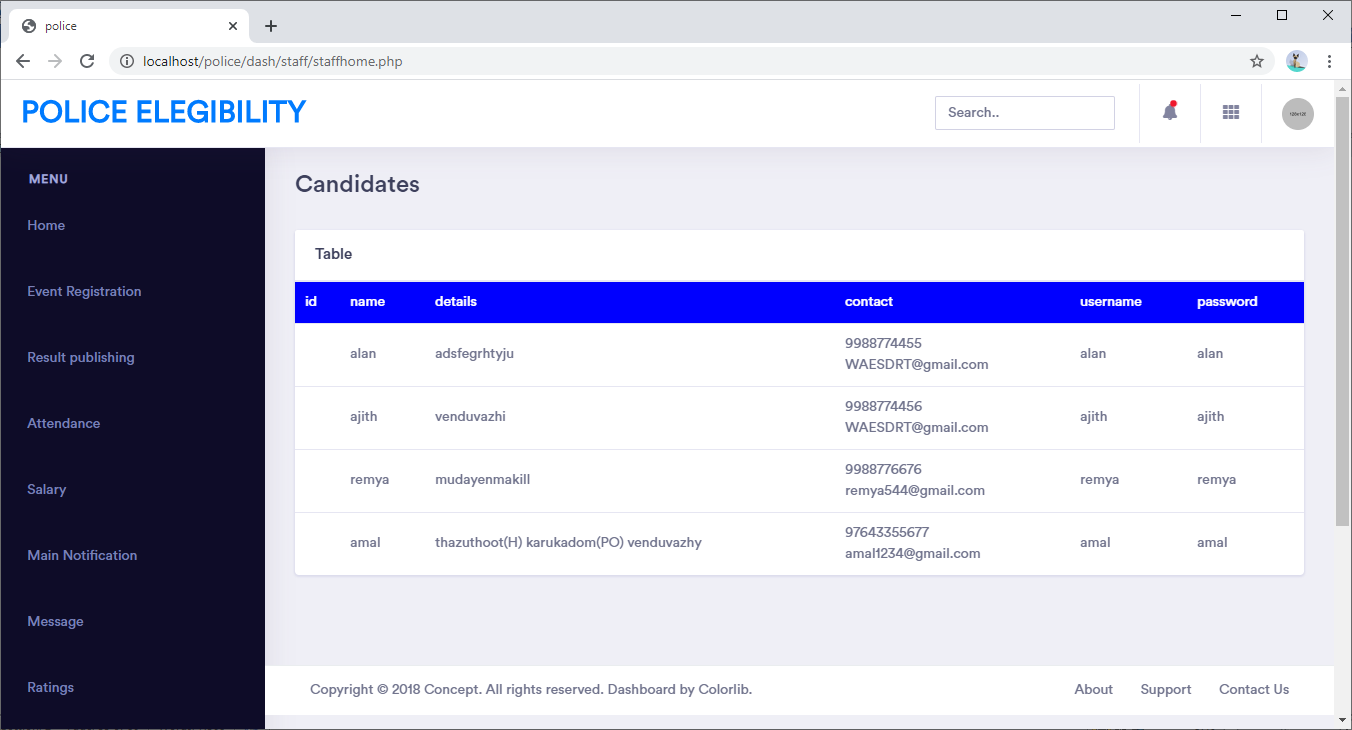 police
localhost/police/dash/staff/staffhome.php
POLICE ELEGIBILITY
Search..
MENU
Home
Event Registration
Result publishing
Attendance
Salary
Main Notification
Message
Ratings
Candidates
Table
id name details contact username password
alan adsfegrhtyju 9988774455 alan alan
WAESDRT@gmail.com
ajith venduvazhi 9988774456 ajith ajith
WAESDRT@gmail.com
remya mudayenmakill 9988776676 remya remya
remya544@gmail.com
amal thazuthoot(H) karukadom(PO) venduvazhy 97643355677 amal amal
amal1234@gmail.com
Copyright © 2018 Concept. All rights reserved. Dashboard by Colorlib.
About Support Contact Us